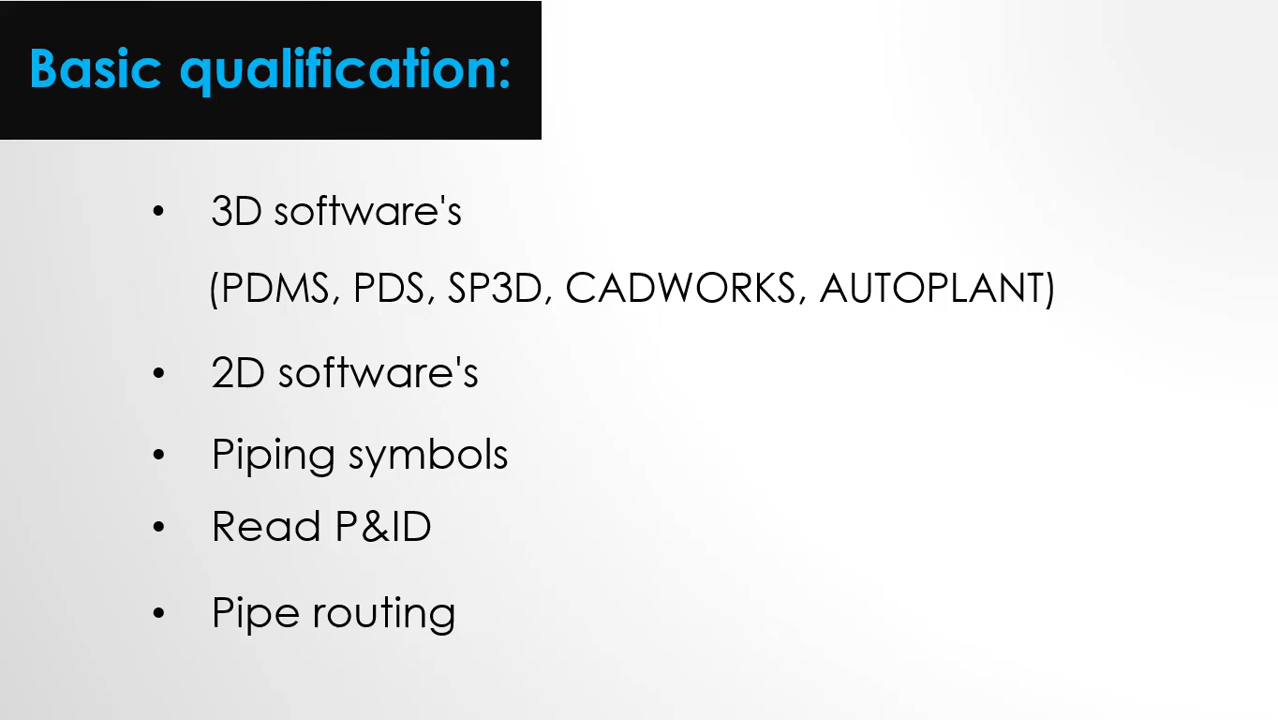 Basic qualification:
• 3D software's
(PDMS, PDS, SP3D, CADWORKS, AUTOPLANT)
• 2D software's
• Piping symbols
• Read P&ID
• Pipe routing